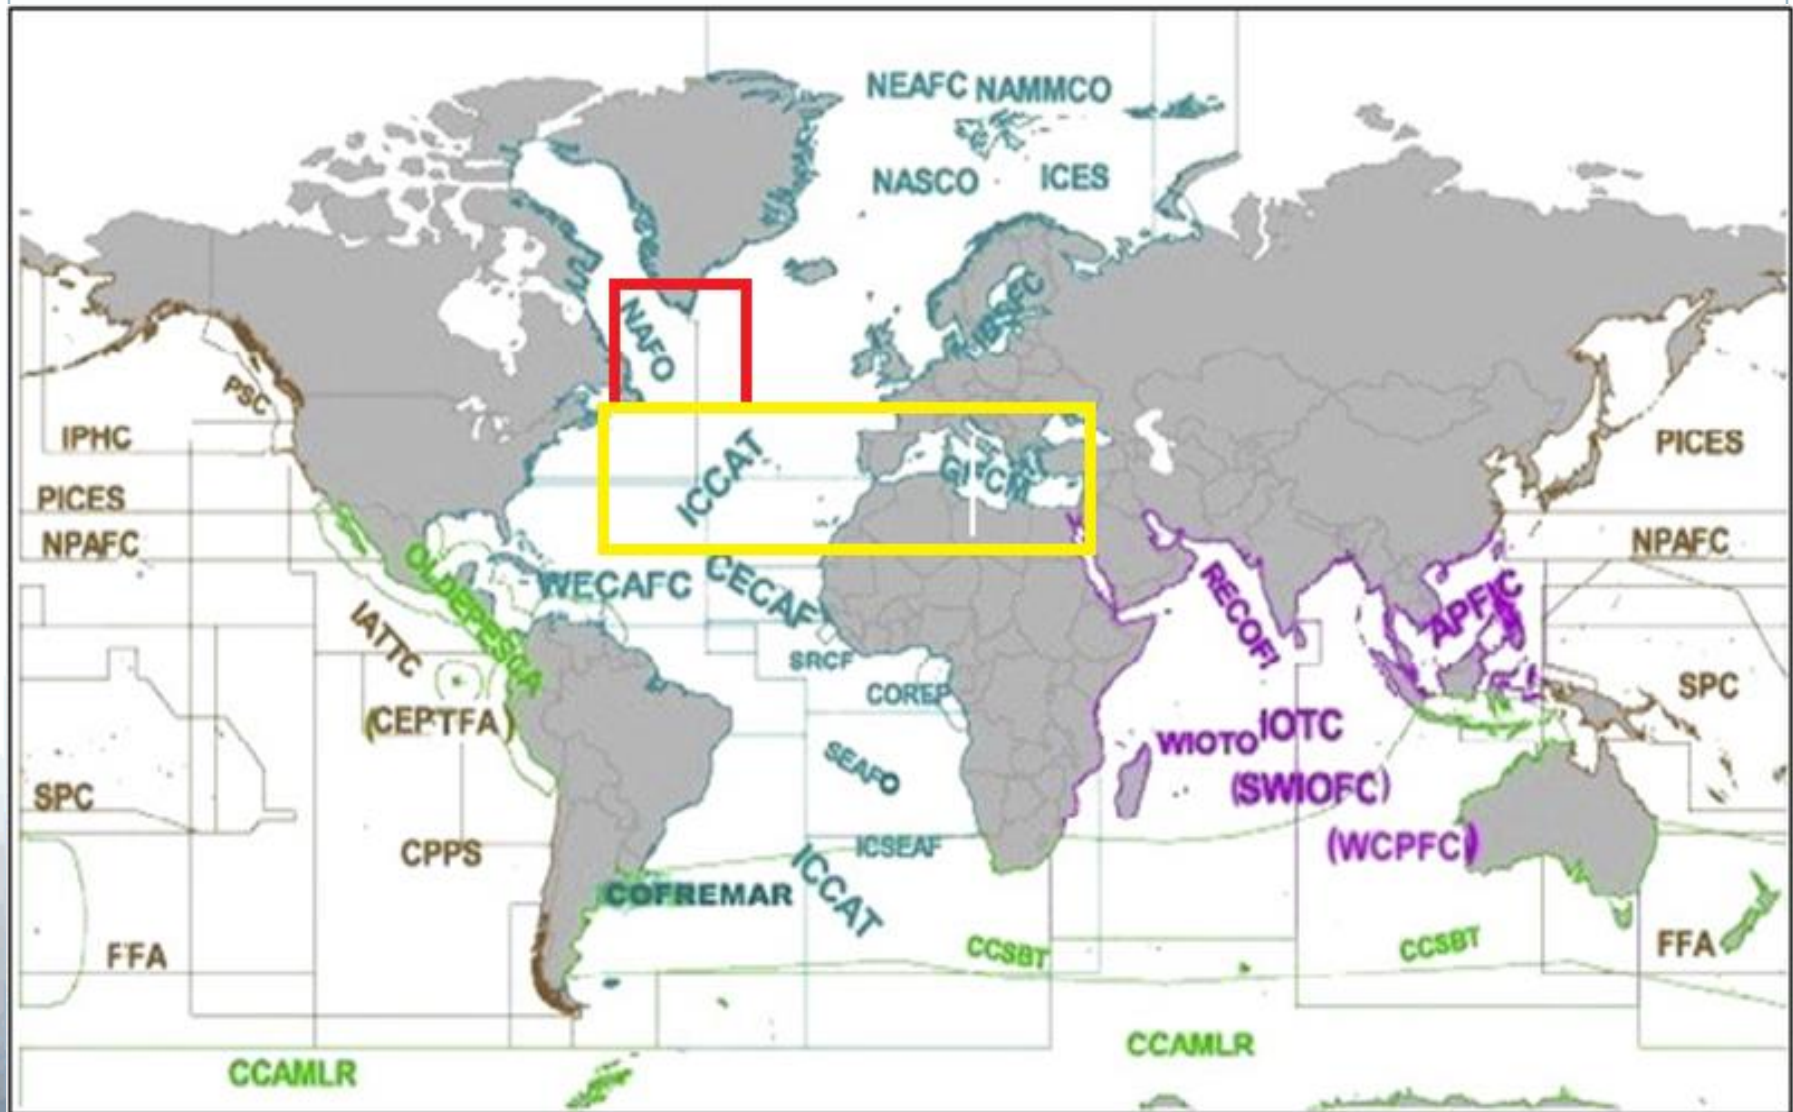 NEAFC NAMMCO
NASCO ICES
NAFO
IBSFC
PSC
IPHC
PICES
PICES
ICCAT
GFCM
NPAFC
NPAFC
OLDEPESCA
WECAFC
CECAF
RECOFI
APFIC
IATTC
SRCF
COREP
SPC
(CEPTFA)
WIOTO
IOTC
SEAFO
(SWIOFC)
SPC
CPPS
ICSEAF
(WCPFC)
COFREMAR
ICCAT
FFA
CCSBT
CCSBT
FFA
CCAMLR
CCAMLR